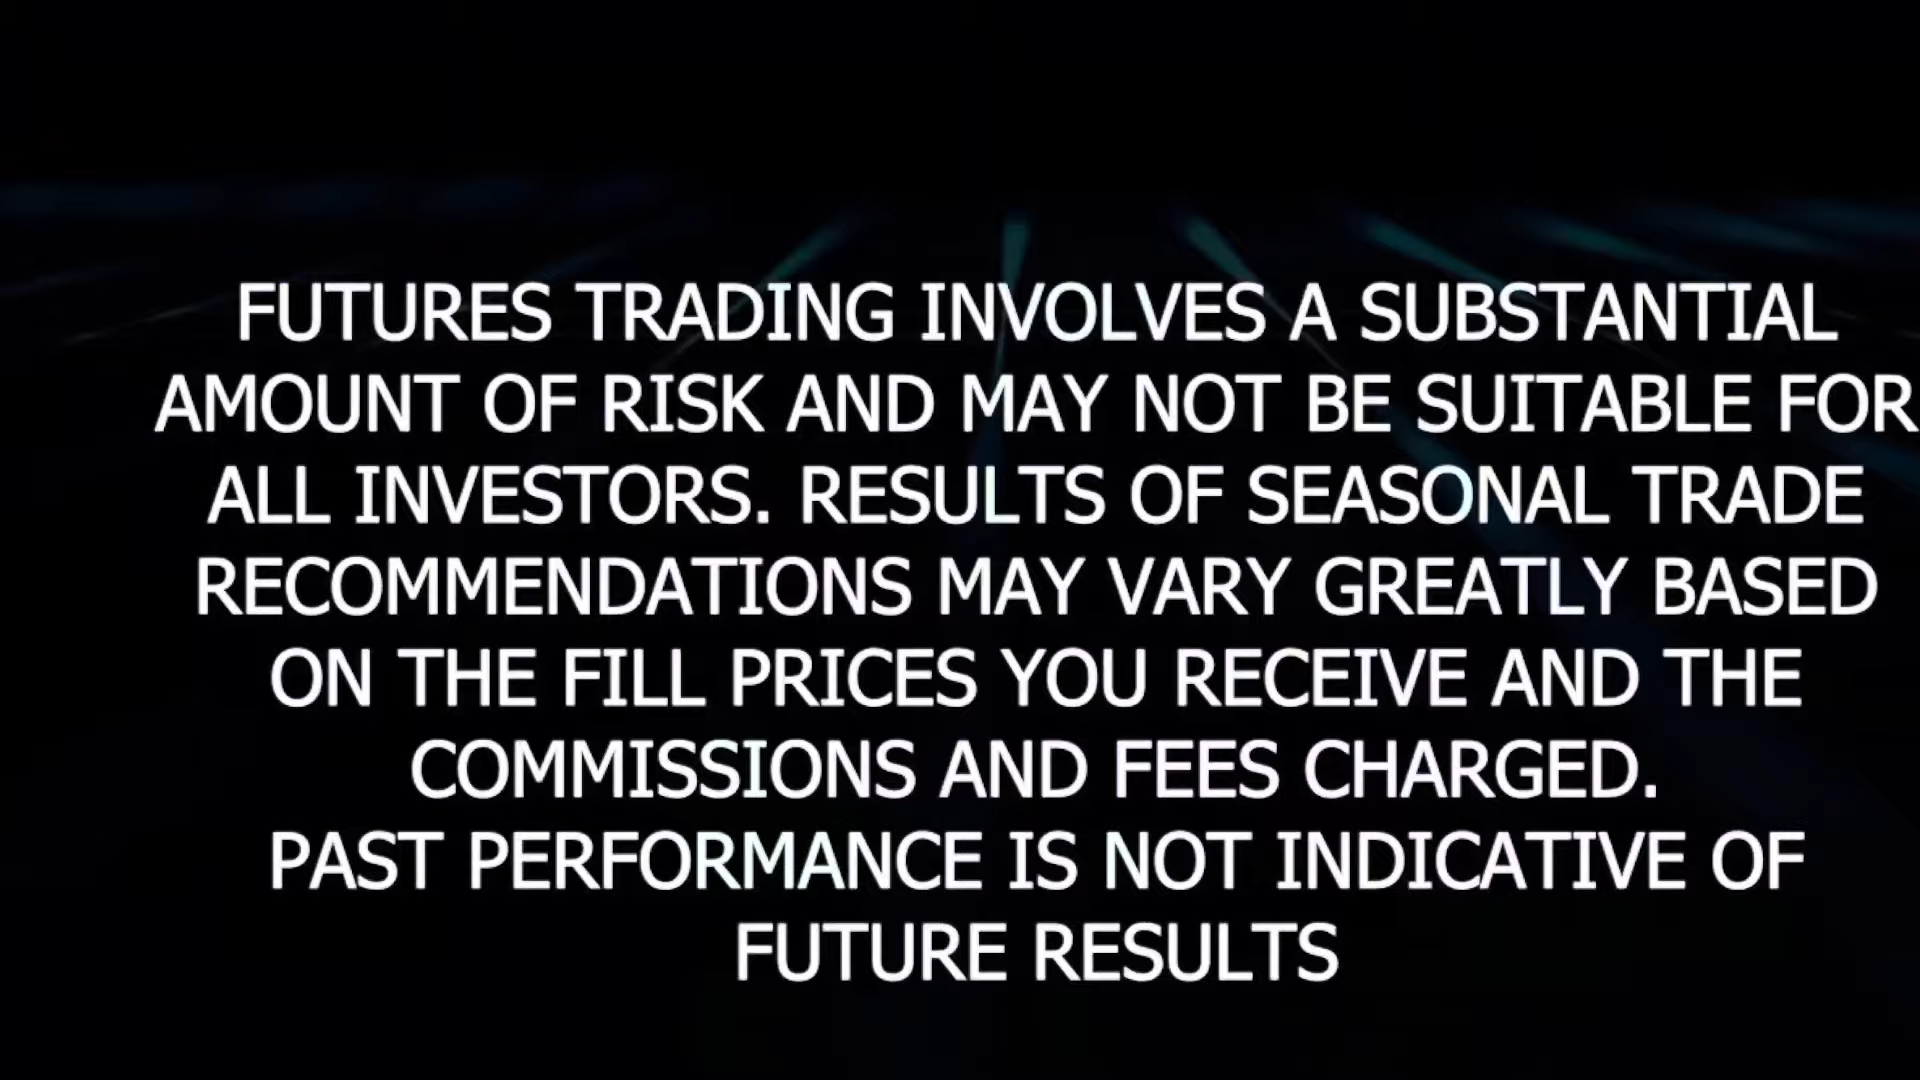 FUTURES TRADING INVOLVES A SUBSTANTIAL
AMOUNT OF RISK AND MAY NOT BE SUITABLE FOR
ALL INVESTORS. RESULTS OF SEASONAL TRADE
RECOMMENDATIONS MAY VARY GREATLY BASED
ON THE FILL PRICES YOU RECEIVE AND THE
COMMISSIONS AND FEES CHARGED.
PAST PERFORMANCE IS NOT INDICATIVE OF
FUTURE RESULTS